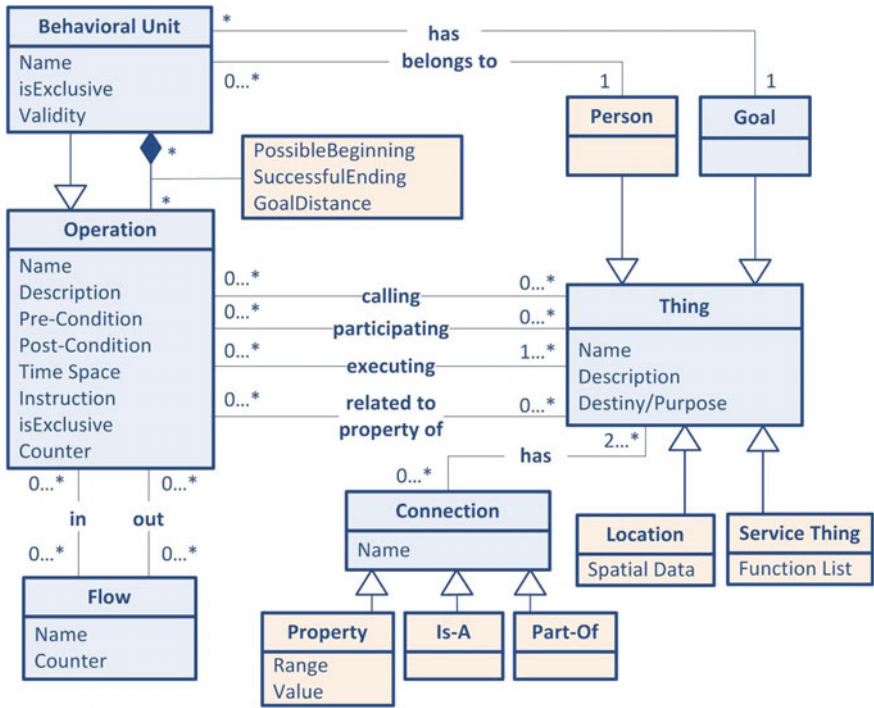 Behavioral Unit
Name
isExclusive
Validity
*
has
belongs to
0...*
1
1
Person
Goal
*
*
PossibleBeginning
SuccessfulEnding
GoalDistance
Operation
Name
Description
Pre-Condition
Post-Condition
Time Space
Instruction
isExclusive
Counter
0...*
calling
0...*
0...*
participating
0...*
0...*
executing
1...*
0...*
related to
property of
0...*
Thing
Name
Description
Destiny/Purpose
2...*
has
0...*
Connection
Name
Location
Spatial Data
Service Thing
Function List
0...*
0...*
in
out
0...*
0...*
Flow
Name
Counter
Property
Range
Value
Is-A
Part-Of